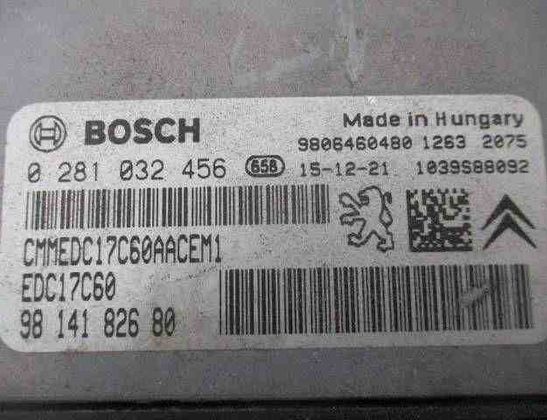 BOSCH
Made in Hungary
9806460480 1263 2075
0 281 032 456 658 15-12-21 1039S88092
CMMEDC17C60AACEM1
EDC17C60
98 141 826 80